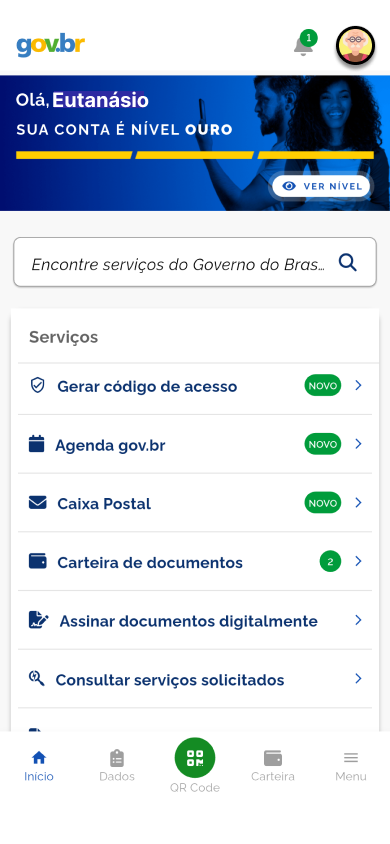 gov.br
1
Olá, Eutanásio
SUA CONTA É NÍVEL OURO
VER NÍVEL
Encontre serviços do Governo do Bras...
Serviços
Gerar código de acesso NOVO
Agenda gov.br NOVO
Caixa Postal NOVO
Carteira de documentos 2
Assinar documentos digitalmente
Consultar serviços solicitados
Início Dados QR Code Carteira Menu